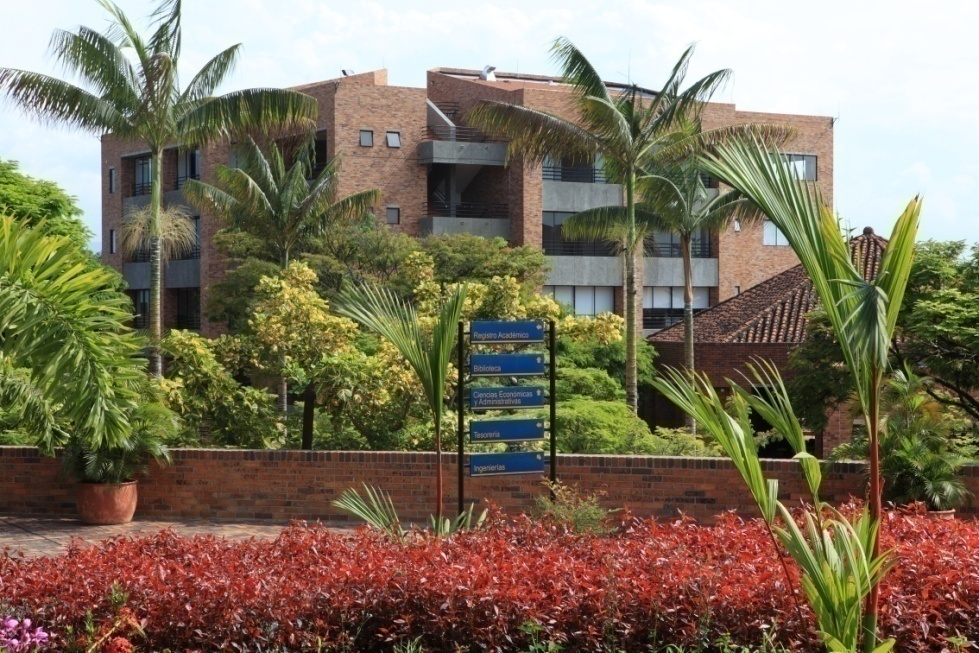 Registro Académico
Biblioteca
Ciencias Económicas
y Administrativas
Tesorería
Ingenierías